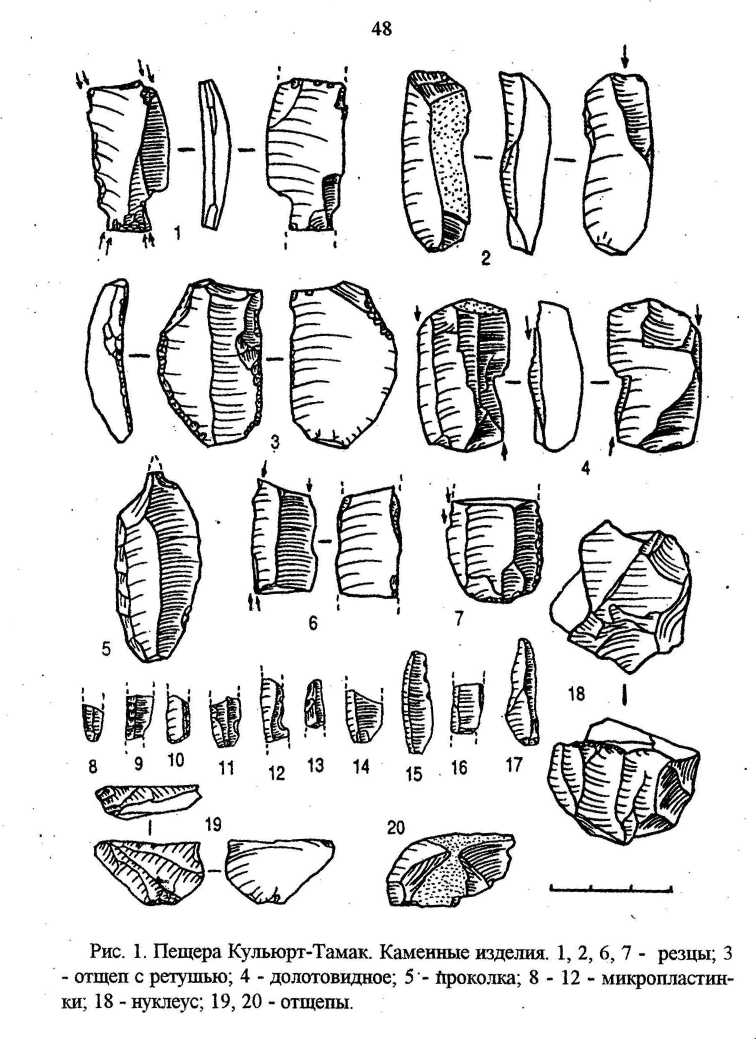 48
1
2
3
4
5
6
7
8 9 10 11 12 13 14 15 16 17
18
19
20
Рис. 1. Пещера Кульюрт-Тамак. Каменные изделия. 1, 2, 6, 7 - резцы; 3
- отщеп с ретушью; 4 - долотовидное; 5 - проколка; 8 - 12 - микропластин-
ки; 18 - нуклеус; 19, 20 - отщепы.